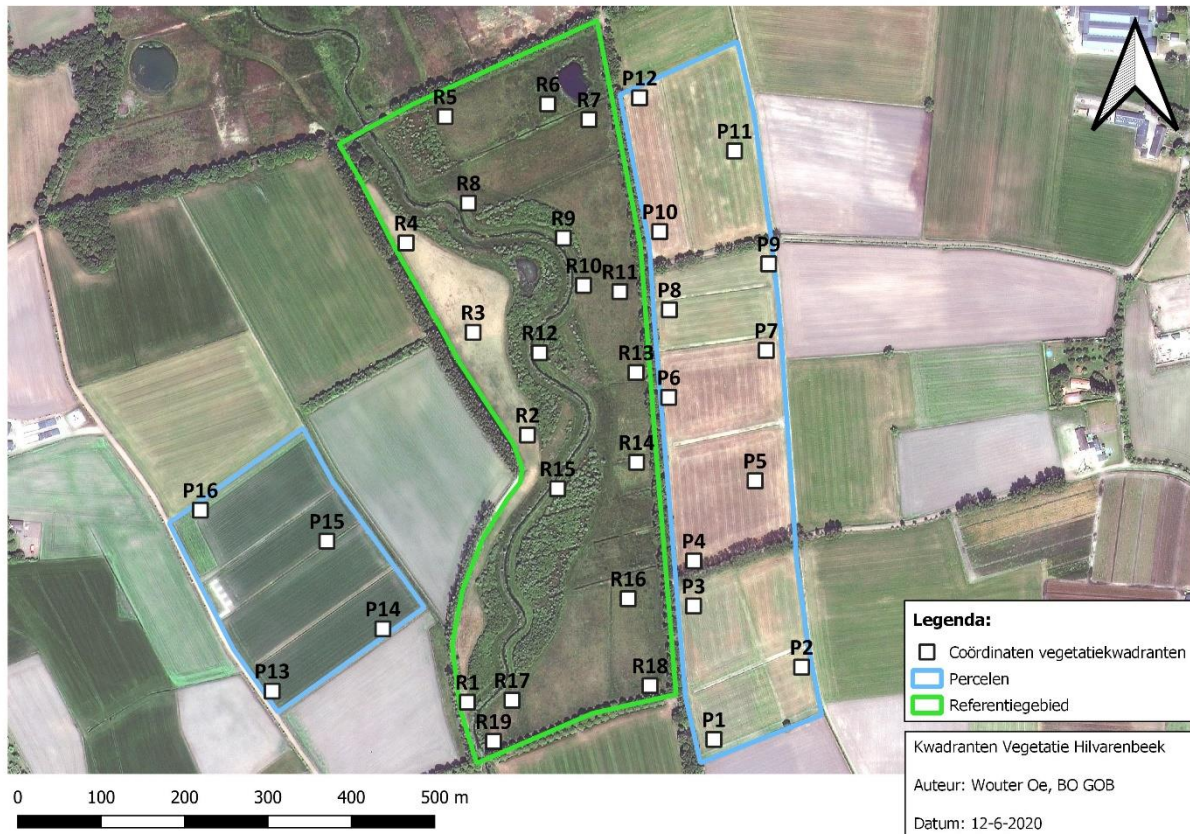 R6
R5
R7
P12
P11
R8
R4
R9
P10
P9
R10
R11
P8
R3
R12
R13
P7
P6
R2
R14
R15
P5
P16
P15
P4
R16
P3
P14
P2
R18
P13
R1
R17
R19
P1
Legenda:
Coördinaten vegetatiekwadranten
Percelen
Referentiegebied
Kwadranten Vegetatie Hilvarenbeek
Auteur: Wouter Oe, BO GOB
Datum: 12-6-2020
0 100 200 300 400 500 m